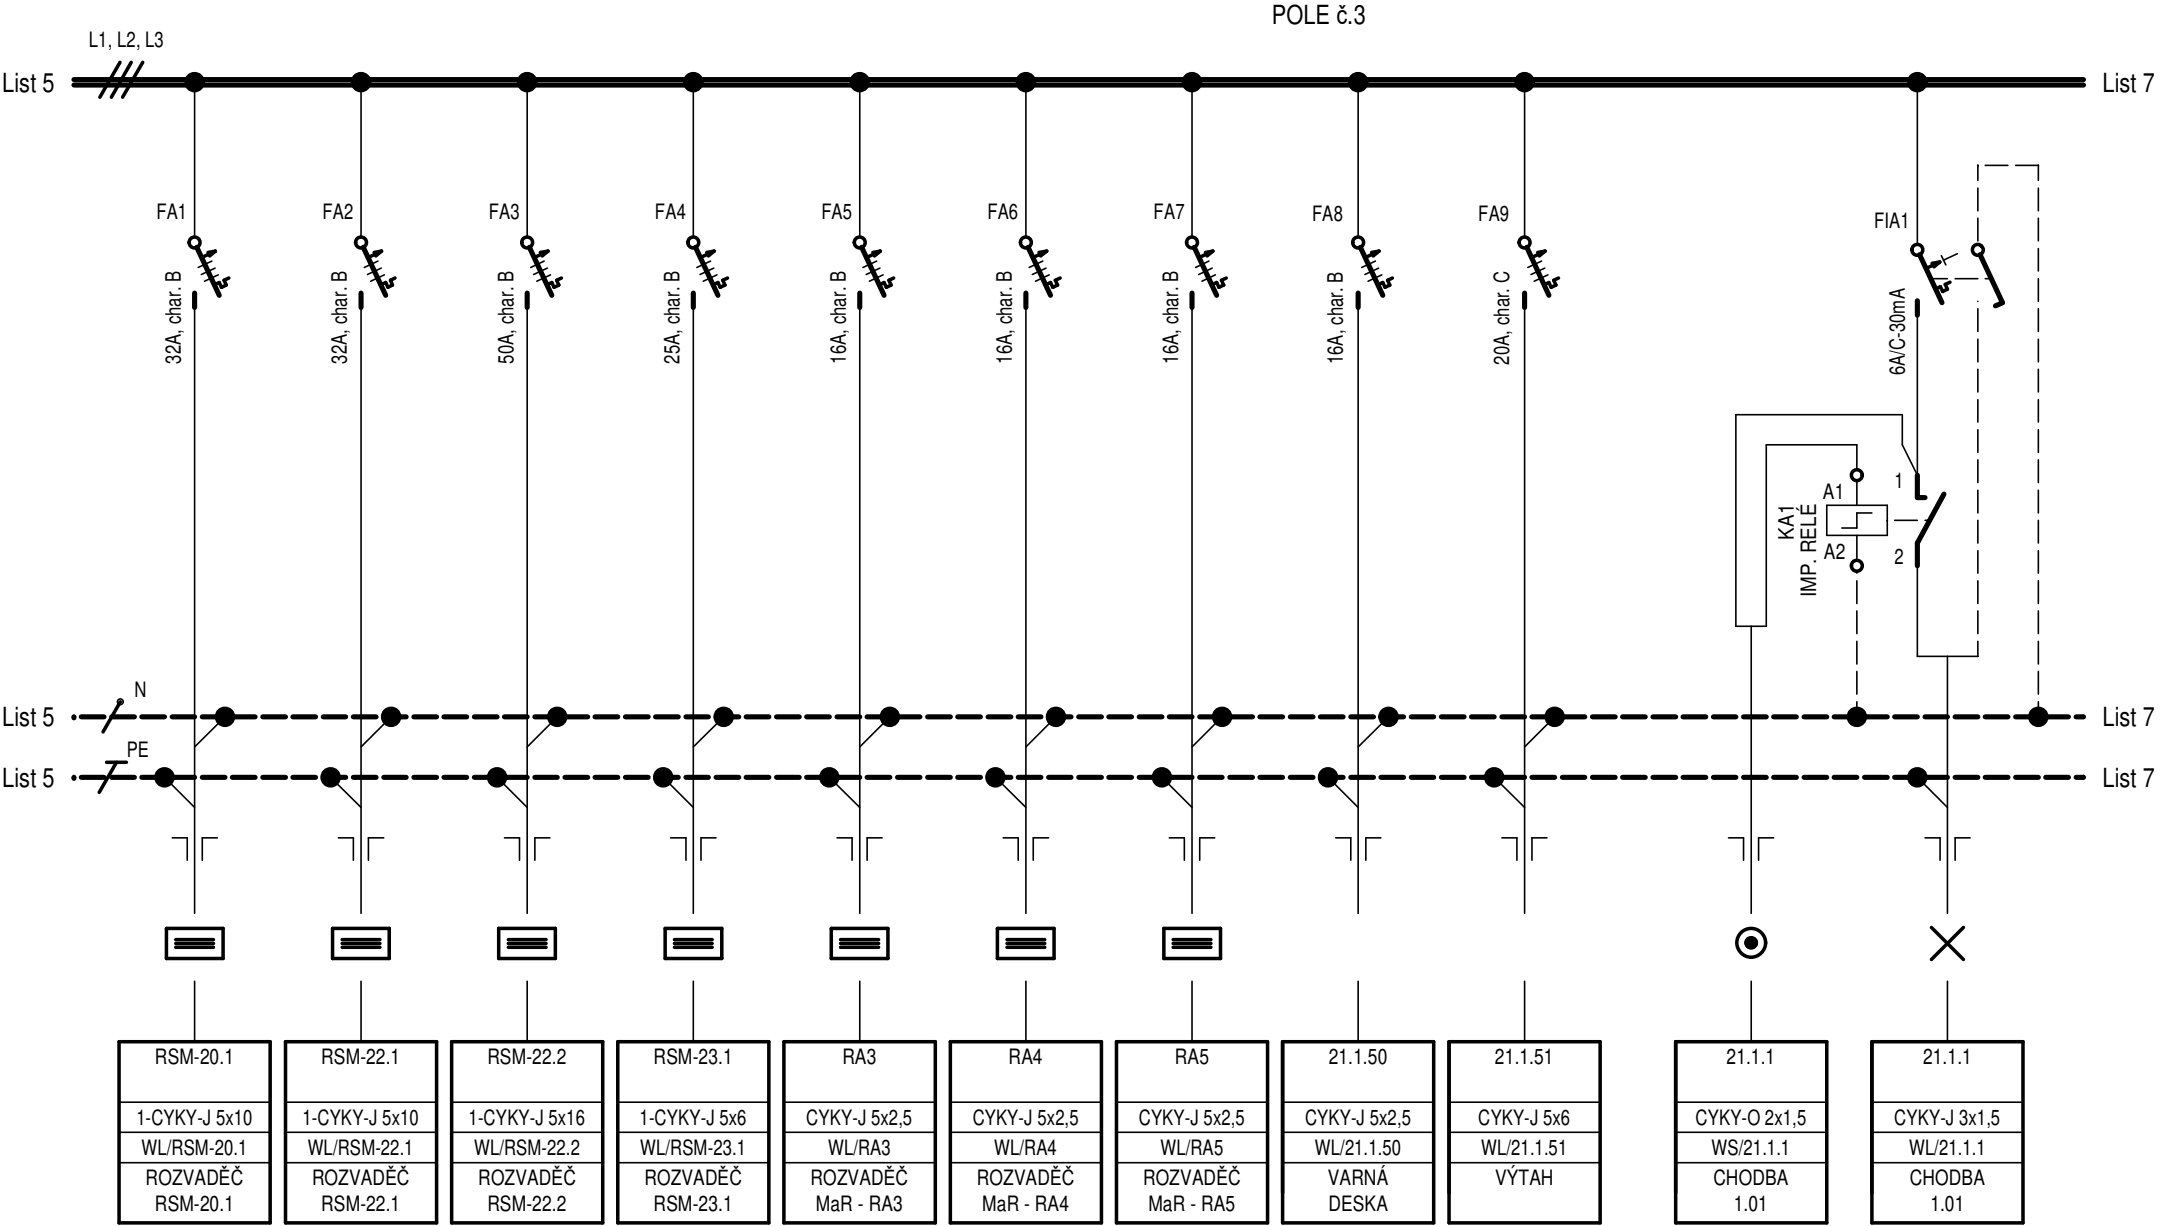 POLE č.3
L1, L2, L3
List 5
List 7
FA1
FA2
FA3
FA4
FA5
FA6
FA7
FA8
FA9
FIA1
32A, char. B
32A, char. B
50A, char. B
25A, char. B
16A, char. B
16A, char. B
16A, char. B
16A, char. B
20A, char. C
6A/C-30mA
KA1
IMP. RELÉ
A1
A2
1
2
N
List 5
List 7
PE
List 5
List 7
RSM-20.1
1-CYKY-J 5x10
WL/RSM-20.1
ROZVADĚČ
RSM-20.1
RSM-22.1
1-CYKY-J 5x10
WL/RSM-22.1
ROZVADĚČ
RSM-22.1
RSM-22.2
1-CYKY-J 5x16
WL/RSM-22.2
ROZVADĚČ
RSM-22.2
RSM-23.1
1-CYKY-J 5x6
WL/RSM-23.1
ROZVADĚČ
RSM-23.1
RA3
CYKY-J 5x2,5
WL/RA3
ROZVADĚČ
MaR - RA3
RA4
CYKY-J 5x2,5
WL/RA4
ROZVADĚČ
MaR - RA4
RA5
CYKY-J 5x2,5
WL/RA5
ROZVADĚČ
MaR - RA5
21.1.50
CYKY-J 5x2,5
WL/21.1.50
VARNÁ
DESKA
21.1.51
CYKY-J 5x6
WL/21.1.51
VÝTAH
21.1.1
CYKY-O 2x1,5
WS/21.1.1
CHODBA
1.01
21.1.1
CYKY-J 3x1,5
WL/21.1.1
CHODBA
1.01